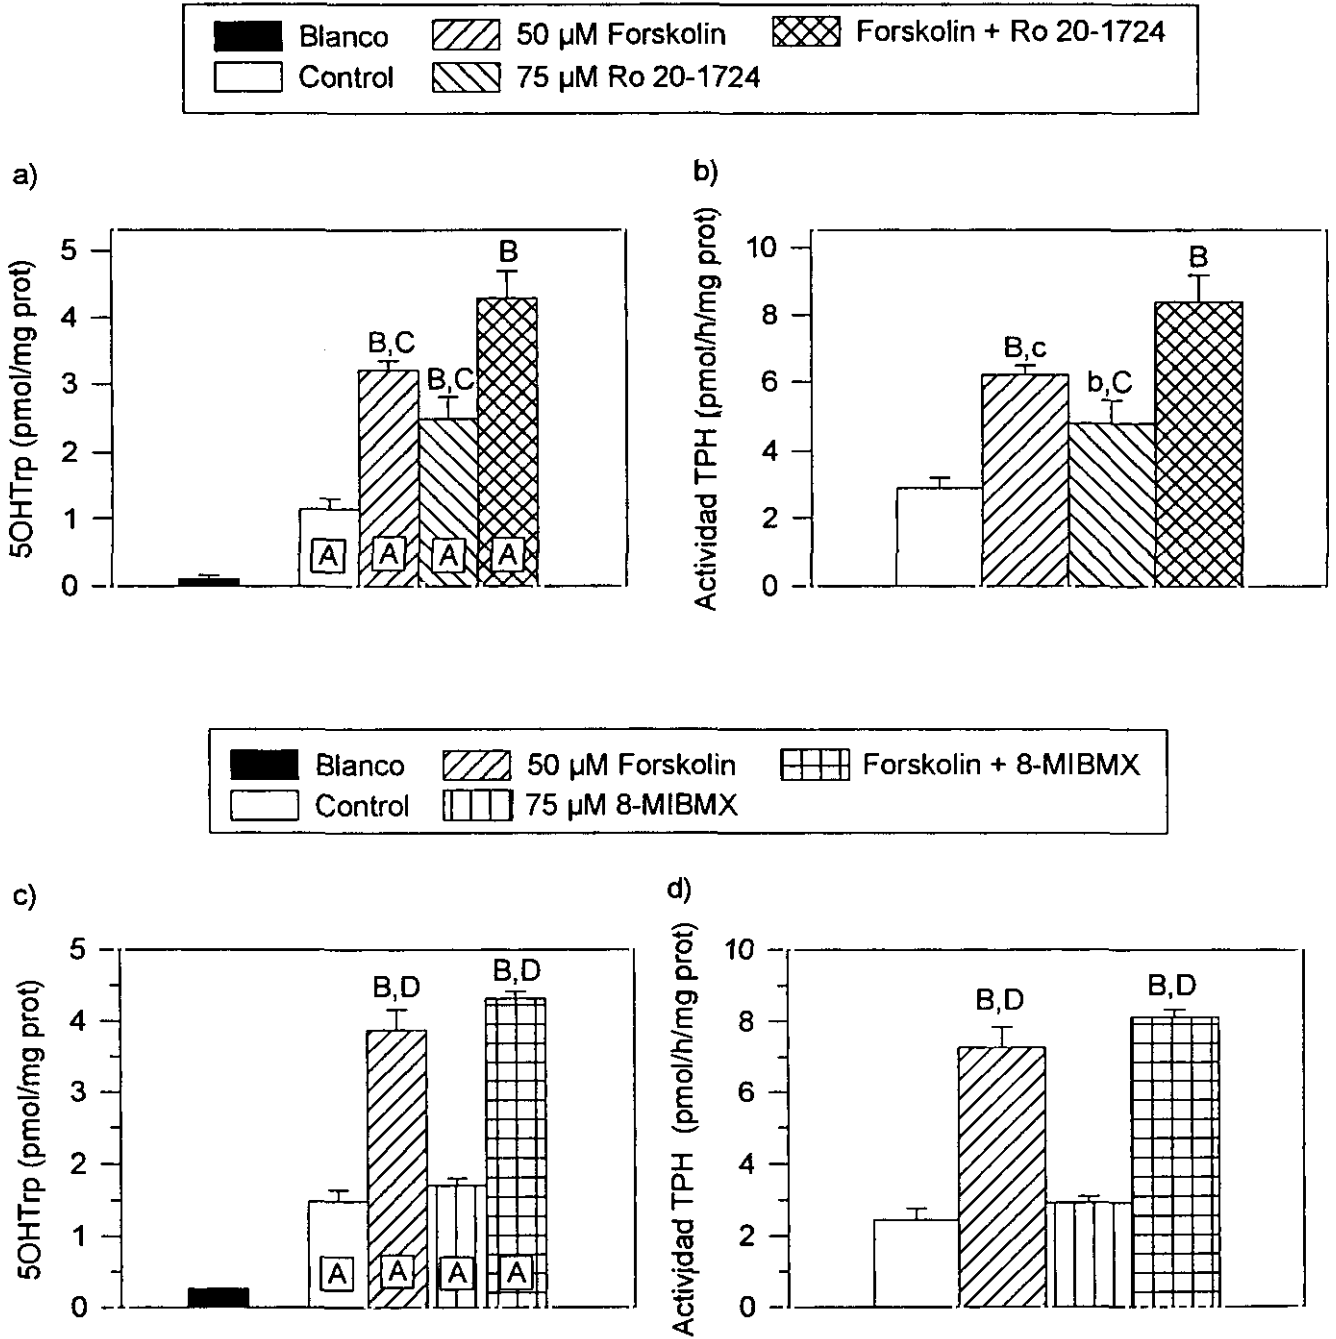 Blanco 50 µM Forskolin Forskolin + Ro 20-1724
Control 75 µM Ro 20-1724
a)
5OHTrp (pmol/mg prot)
5
4
3
2
1
0
B
B,C
B,C
A A A A
b)
Actividad TPH (pmol/h/mg prot)
10
8
6
4
2
0
B
B,c
b,C
Blanco 50 µM Forskolin Forskolin + 8-MIBMX
Control 75 µM 8-MIBMX
c)
5OHTrp (pmol/mg prot)
5
4
3
2
1
0
B,D B,D
A A A A
d)
Actividad TPH (pmol/h/mg prot)
10
8
6
4
2
0
B,D B,D